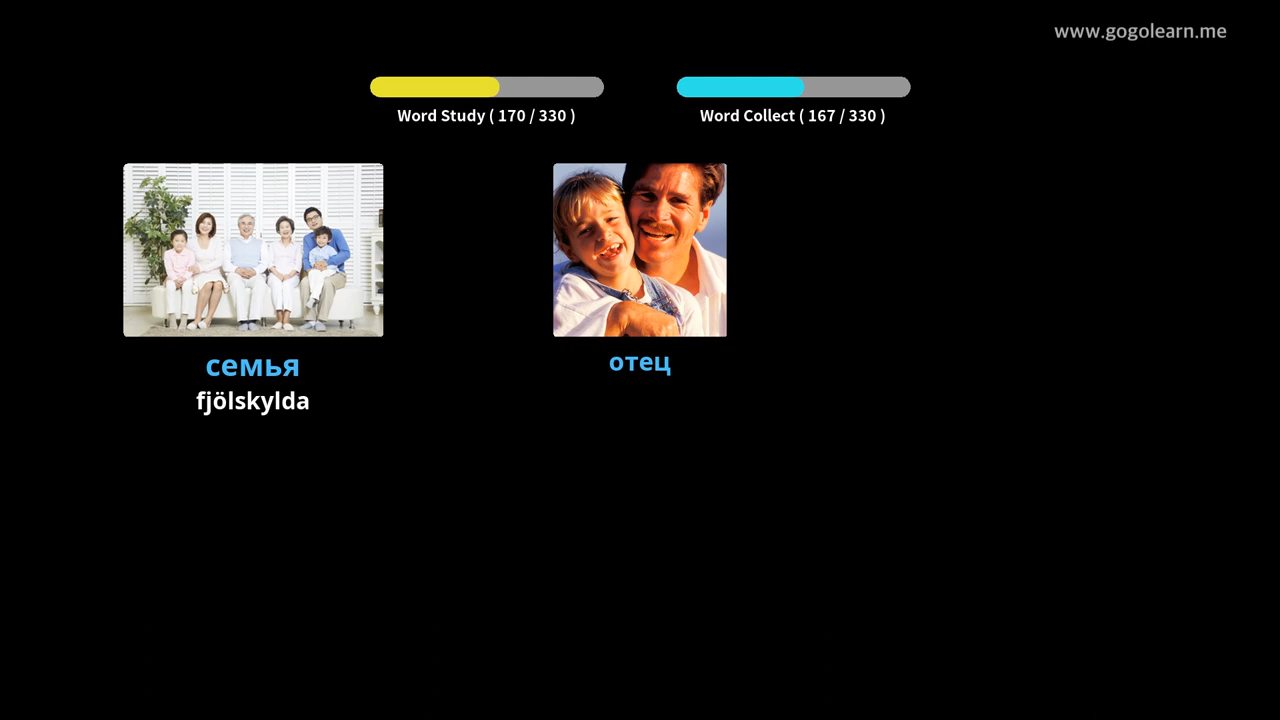 www.gogolearn.me
Word Study ( 170 / 330 )
Word Collect ( 167 / 330 )
семья
fjölskylda
отец